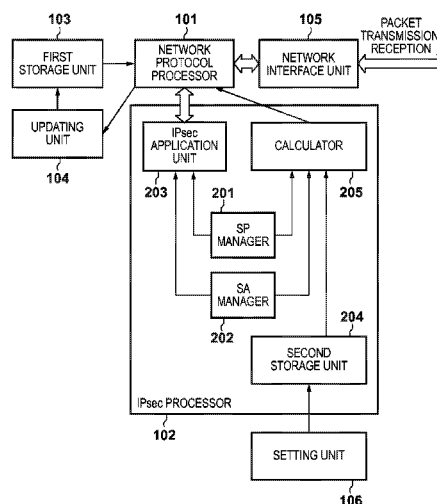 103
101
105
PACKET
TRANSMISSION
RECEPTION
FIRST
STORAGE UNIT
NETWORK
PROTOCOL
PROCESSOR
NETWORK
INTERFACE UNIT
UPDATING
UNIT
104
IPsec
APPLICATION
UNIT
203
CALCULATOR
205
201
SP
MANAGER
SA
MANAGER
202
204
SECOND
STORAGE UNIT
IPsec PROCESSOR
102
SETTING UNIT
106